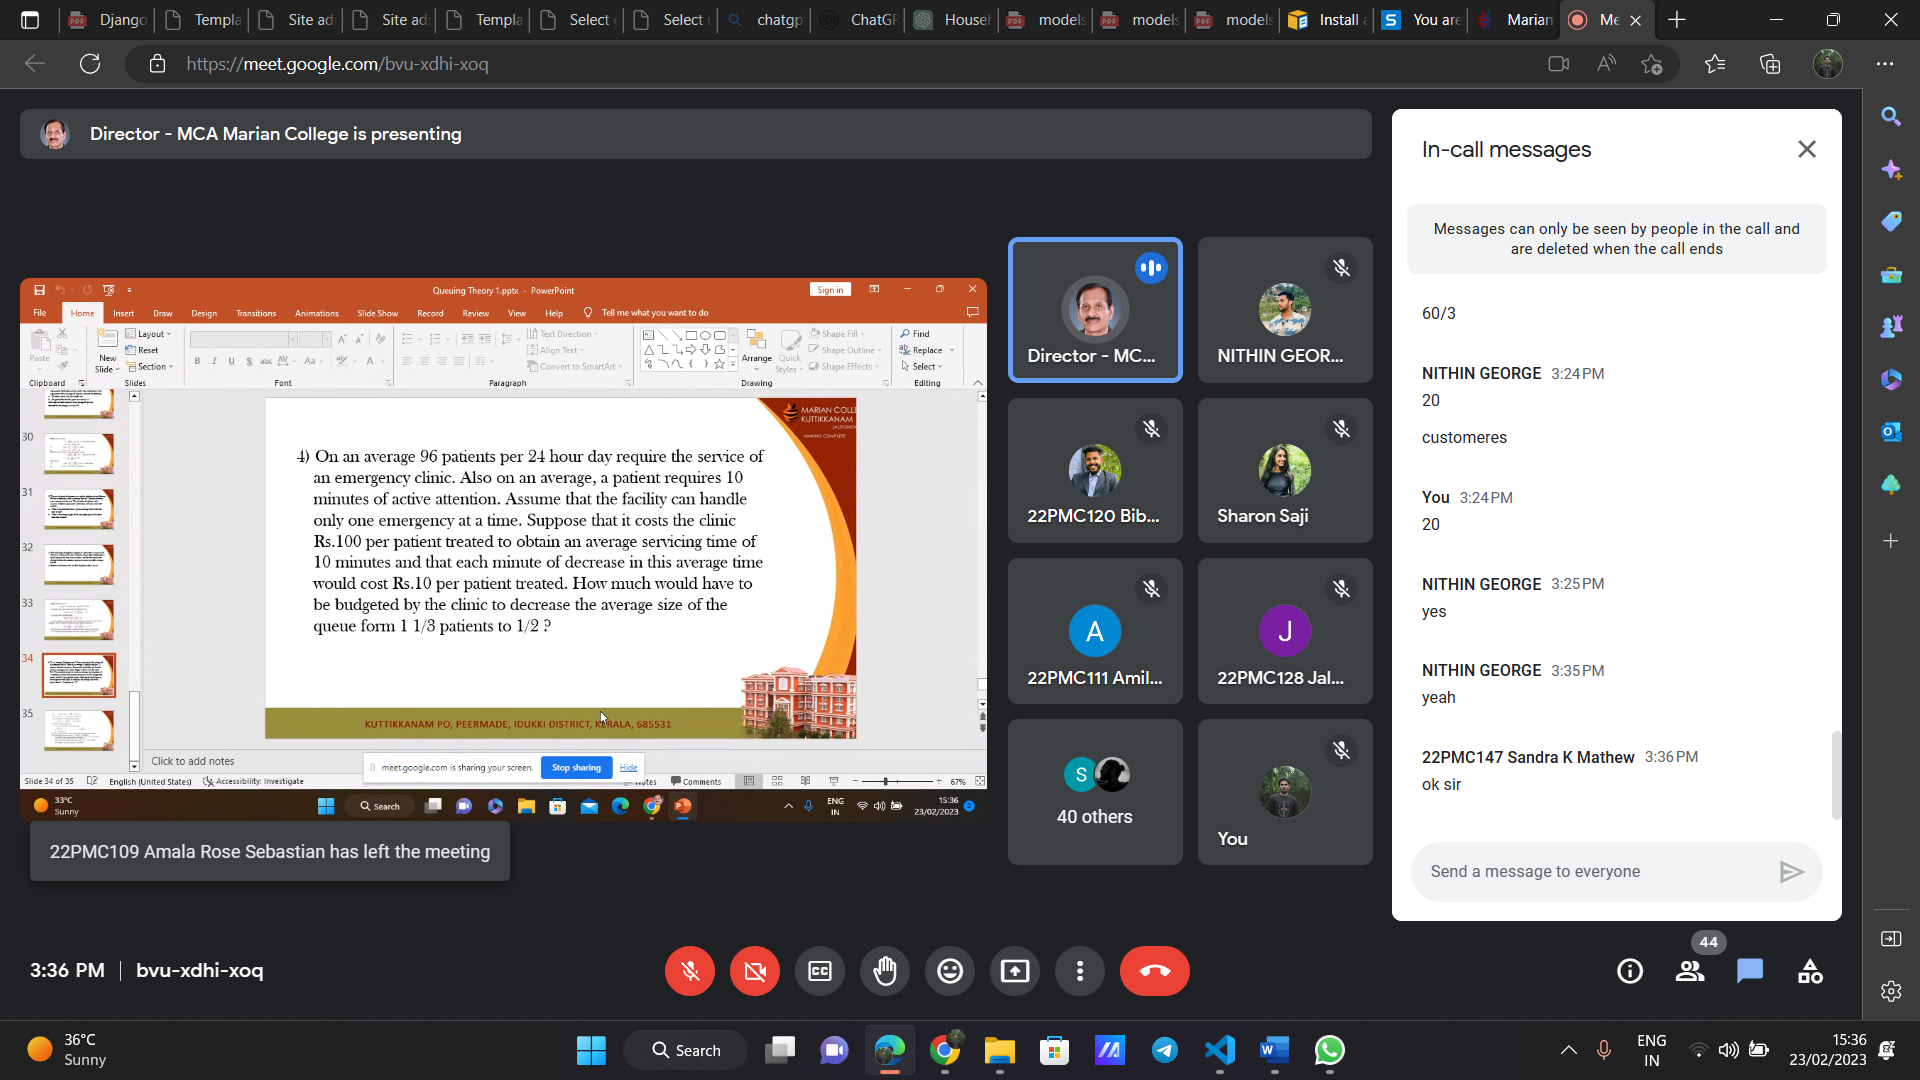 Django
Templa
Site ad
Site ad
Templa
Select
Select
chatgp
ChatGP
Househ
models
models
models
Install
You are
Marian
Me
https://meet.google.com/bvu-xdhi-xoq
Director - MCA Marian College is presenting
Queuing Theory 1.pptx - PowerPoint
Sign in
File Home Insert Draw Design Transitions Animations Slide Show Record Review View Help Tell me what you want to do
Paste
New
Slides
Layout
Reset
Section
Text Direction
Align Text
Convert to SmartArt
Arrange
Quick
Styles
Shape Fill
Shape Outline
Shape Effects
Find
Replace
Select
Clipboard Slides Font Paragraph Drawing Editing
30
31
32
33
34
35
MARIAN COLLE
KUTTIKKANAM
(AUTONO
MAKING COMPLETE
4) On an average 96 patients per 24 hour day require the service of
an emergency clinic. Also on an average, a patient requires 10
minutes of active attention. Assume that the facility can handle
only one emergency at a time. Suppose that it costs the clinic
Rs.100 per patient treated to obtain an average servicing time of
10 minutes and that each minute of decrease in this average time
would cost Rs.10 per patient treated. How much would have to
be budgeted by the clinic to decrease the average size of the
queue form 1 1/3 patients to 1/2 ?
KUTTIKKANAM PO, PEERMADE, IDUKKI DISTRICT, KERALA, 685531
Click to add notes
meet.google.com is sharing your screen. Stop sharing Hide
Slide 34 of 35 English (United States) Accessibility: Investigate Notes Comments 67%
33°C
Sunny
Search
ENG
IN
15:36
23/02/2023
2
22PMC109 Amala Rose Sebastian has left the meeting
Director - MC...
NITHIN GEOR...
22PMC120 Bib...
Sharon Saji
A
22PMC111 Amil...
J
22PMC128 Jal...
S
40 others
You
In-call messages
Messages can only be seen by people in the call and
are deleted when the call ends
60/3
NITHIN GEORGE 3:24 PM
20
customeres
You 3:24 PM
20
NITHIN GEORGE 3:25 PM
yes
NITHIN GEORGE 3:35 PM
yeah
22PMC147 Sandra K Mathew 3:36 PM
ok sir
Send a message to everyone
3:36 PM | bvu-xdhi-xoq
44
36°C
Sunny
Search
ENG
IN
15:36
23/02/2023